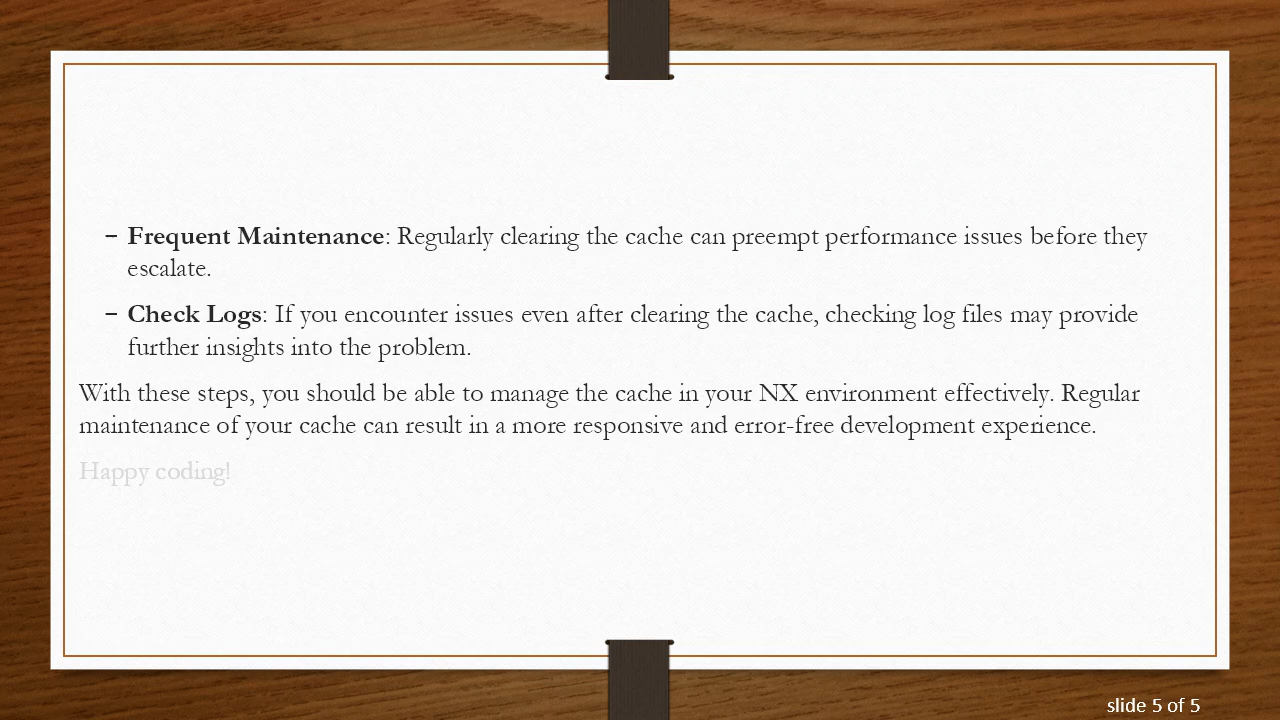 – Frequent Maintenance: Regularly clearing the cache can preempt performance issues before they
escalate.
– Check Logs: If you encounter issues even after clearing the cache, checking log files may provide
further insights into the problem.
With these steps, you should be able to manage the cache in your NX environment effectively. Regular
maintenance of your cache can result in a more responsive and error-free development experience.
Happy coding!
slide 5 of 5